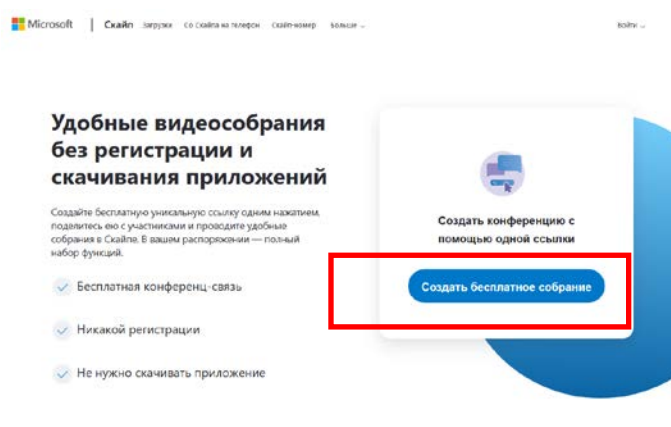 Microsoft | Скайп Загрузки Со Скайпа на телефон Скайп-номер Больше Войти
Удобные видеособрания
без регистрации и
скачивания приложений
Создайте бесплатную уникальную ссылку одним нажатием,
поделитесь ею с участниками и проводите удобные
собрания в Скайпе. В вашем распоряжении — полный
набор функций.
Бесплатная конференц-связь
Никакой регистрации
Не нужно скачивать приложение
Создать конференцию с
помощью одной ссылки
Создать бесплатное собрание